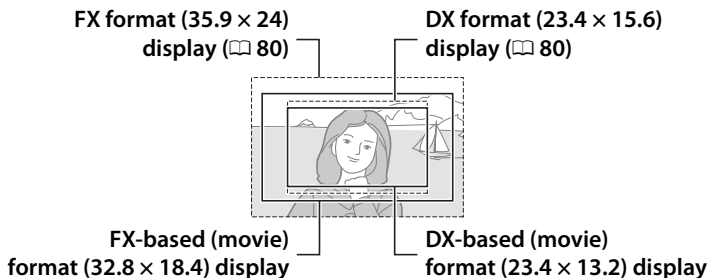 FX format (35.9 × 24)
display (📖 80)
DX format (23.4 × 15.6)
display (📖 80)
FX-based (movie)
format (32.8 × 18.4) display
DX-based (movie)
format (23.4 × 13.2) display